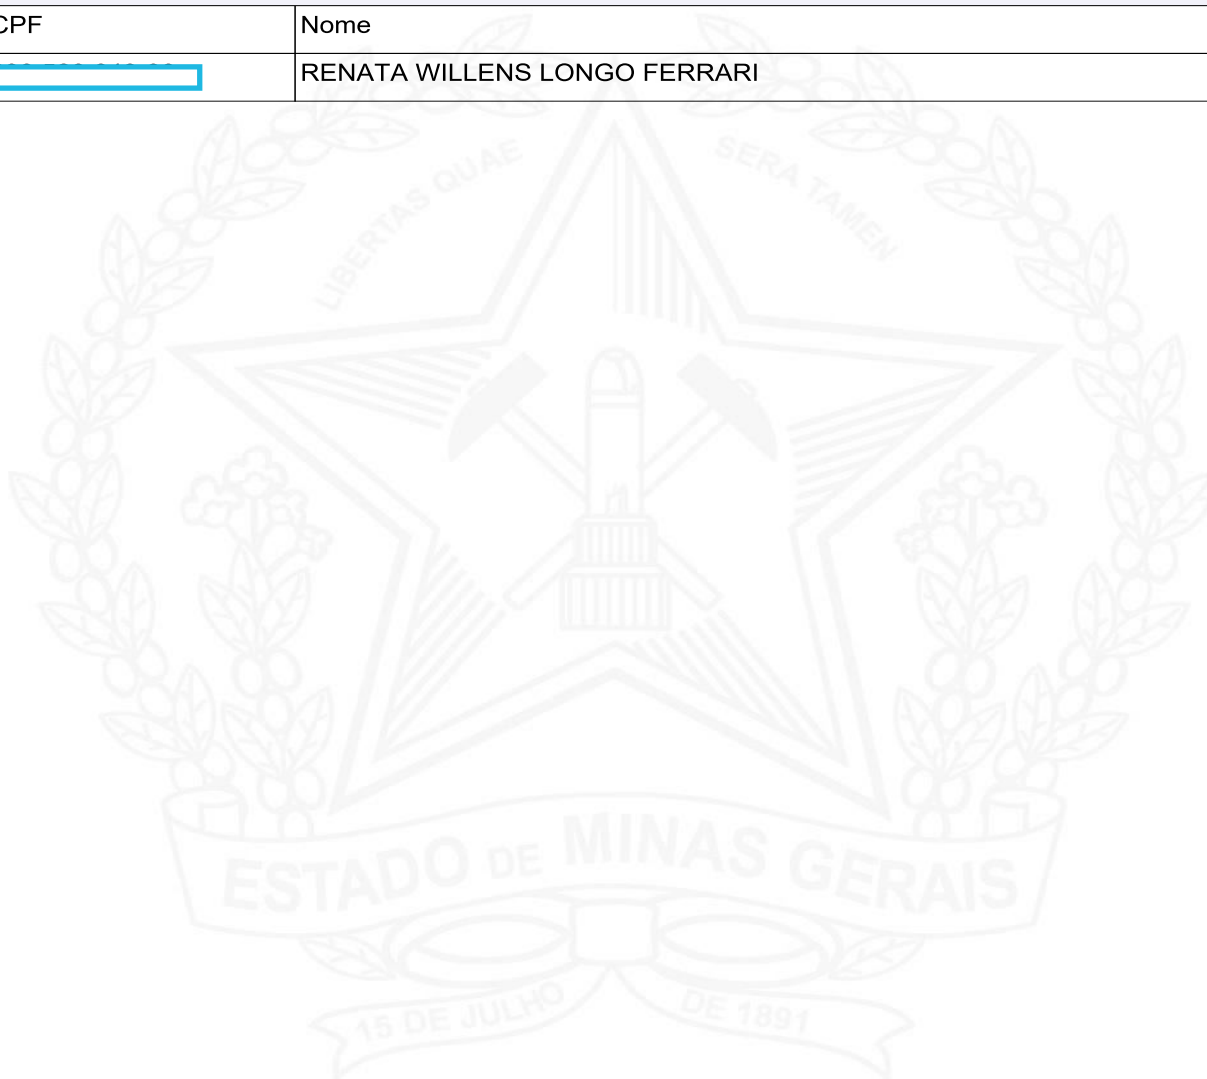 CPF Nome
RENATA WILLENS LONGO FERRARI
LIBERTAS QUAE SERA TAMEN
ESTADO DE MINAS GERAIS
15 DE JULHO DE 1891